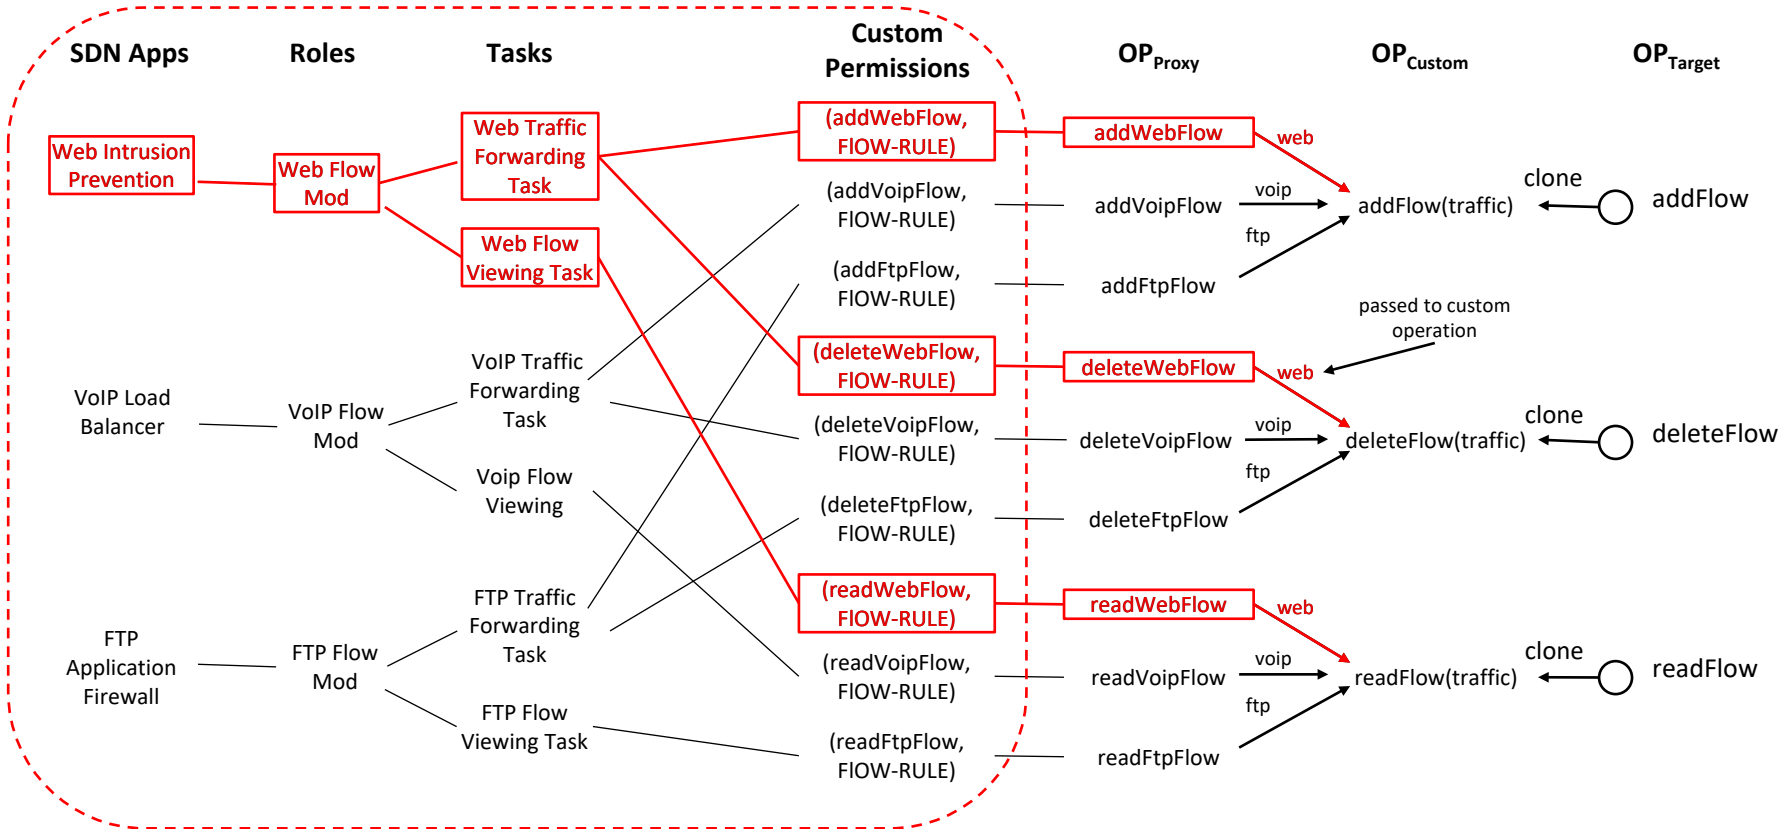 SDN Apps
Roles
Tasks
Custom
Permissions
OPProxy
OPCustom
OPTarget
Web Intrusion
Prevention
Web Flow
Mod
Web Traffic
Forwarding
Task
Web Flow
Viewing Task
(addWebFlow,
FlOW-RULE)
addWebFlow
web
(addVoipFlow,
FlOW-RULE)
addVoipFlow
voip
addFlow(traffic)
clone
addFlow
ftp
(addFtpFlow,
FlOW-RULE)
addFtpFlow
passed to custom
operation
VoIP Load
Balancer
VoIP Flow
Mod
VoIP Traffic
Forwarding
Task
Voip Flow
Viewing
(deleteWebFlow,
FlOW-RULE)
deleteWebFlow
web
(deleteVoipFlow,
FlOW-RULE)
deleteVoipFlow
voip
deleteFlow(traffic)
clone
deleteFlow
ftp
(deleteFtpFlow,
FlOW-RULE)
deleteFtpFlow
FTP
Application
Firewall
FTP Flow
Mod
FTP Traffic
Forwarding
Task
FTP Flow
Viewing Task
(readWebFlow,
FlOW-RULE)
readWebFlow
web
(readVoipFlow,
FlOW-RULE)
readVoipFlow
voip
readFlow(traffic)
clone
readFlow
ftp
(readFtpFlow,
FlOW-RULE)
readFtpFlow